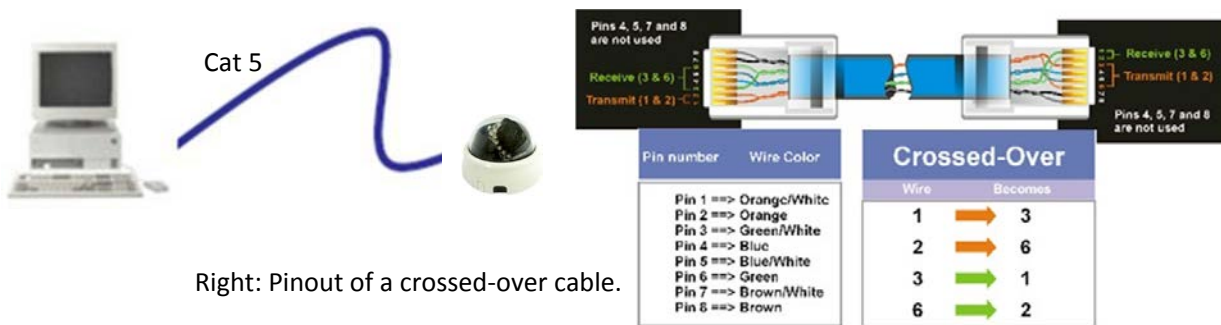 Cat 5
Right: Pinout of a crossed-over cable.
Pins 4, 5, 7 and 8
are not used
Receive (3 & 6)
Transmit (1 & 2)
Receive (3 & 6)
Transmit (1 & 2)
Pins 4, 5, 7 and 8
are not used
Pin number Wire Color
Pin 1 ==> Orange/White
Pin 2 ==> Orange
Pin 3 ==> Green/White
Pin 4 ==> Blue
Pin 5 ==> Blue/White
Pin 6 ==> Green
Pin 7 ==> Brown/White
Pin 8 ==> Brown
Crossed-Over
Wire Becomes
1 3
2 6
3 1
6 2